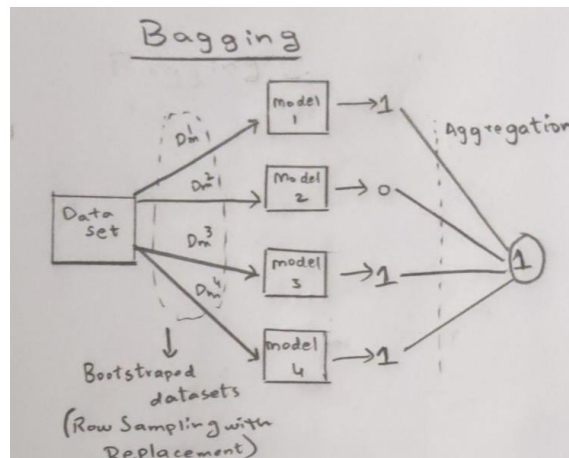 Bagging
Data
set
Dm1
Dm2
Dm3
Dm4
model
1
Model
2
model
3
model
4
1
0
1
1
Aggregation
1
Bootstraped
datasets
(Row Sampling with
Replacement)